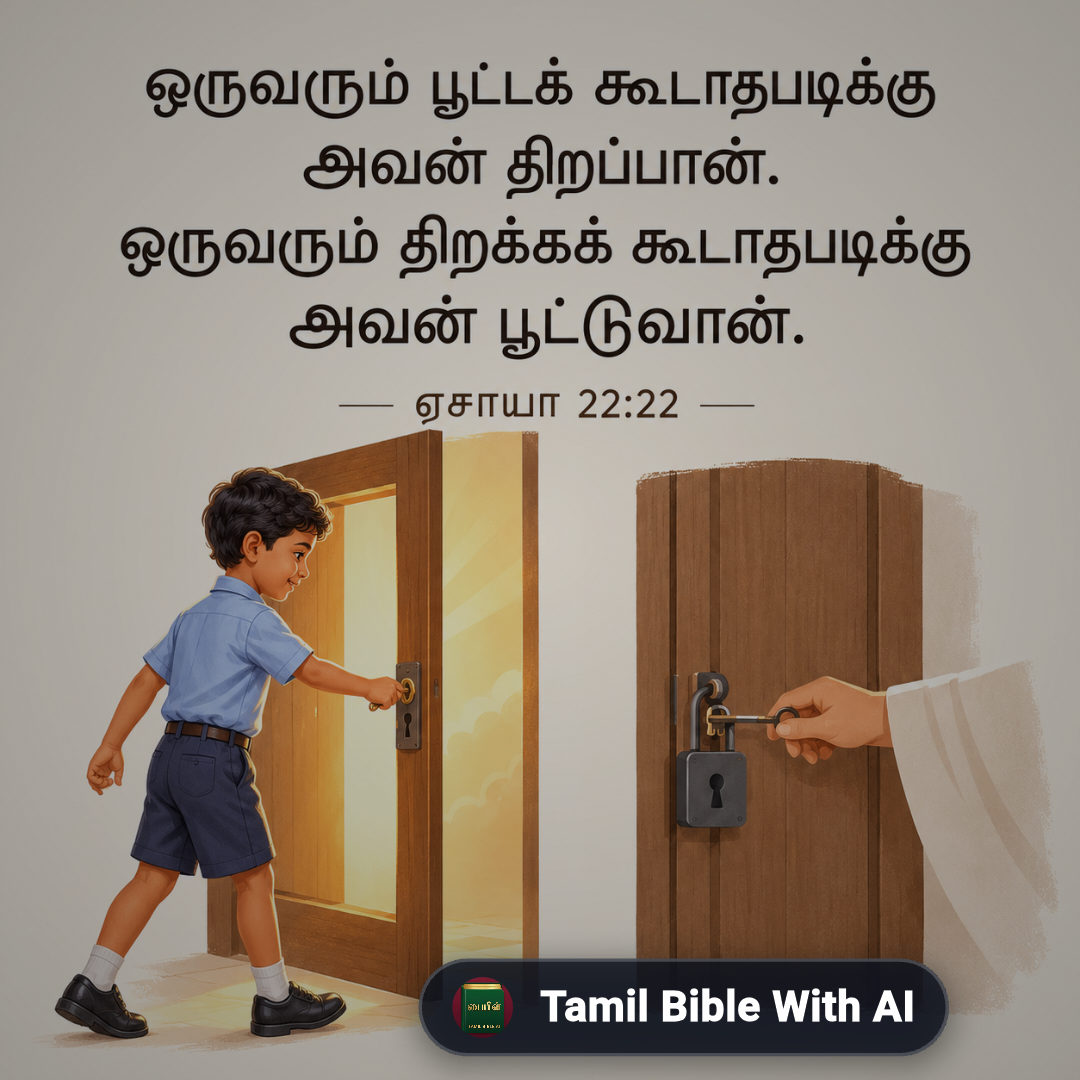 ஒருவரும் பூட்டக் கூடாதபடிக்கு
அவன் திறப்பான்.
ஒருவரும் திறக்கக் கூடாதபடிக்கு
அவன் பூட்டுவான்.
— ஏசாயா 22:22 —
Tamil Bible With AI